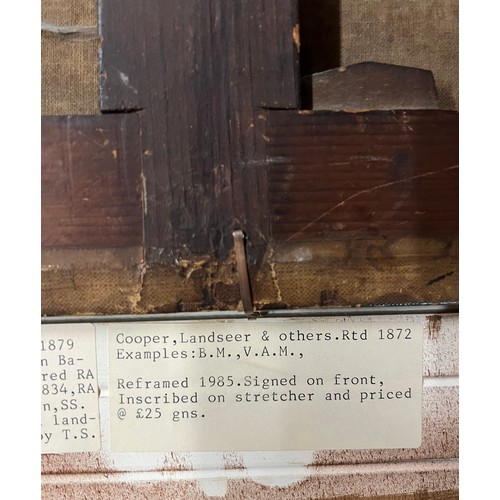 1879
n Ba-
red RA
834,RA
n,SS.
land-
by T.S.
Cooper,Landseer & others.Rtd 1872
Examples:B.M.,V.A.M.,
Reframed 1985.Signed on front,
Inscribed on stretcher and priced
@ £25 gns.